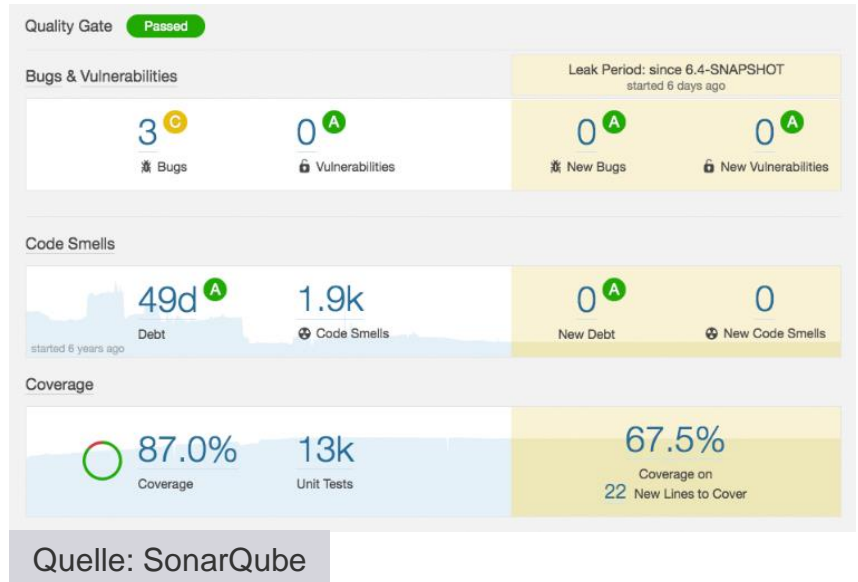 Quality Gate Passed
Bugs & Vulnerabilities
Leak Period: since 6.4-SNAPSHOT
started 6 days ago
3 C
0 A
0 A
0 A
Bugs
Vulnerabilities
New Bugs
New Vulnerabilities
Code Smells
49d A
1.9k
0 A
0
Debt
Code Smells
New Debt
New Code Smells
started 6 years ago
Coverage
87.0%
13k
67.5%
Coverage
Unit Tests
Coverage on
22 New Lines to Cover
Quelle: SonarQube